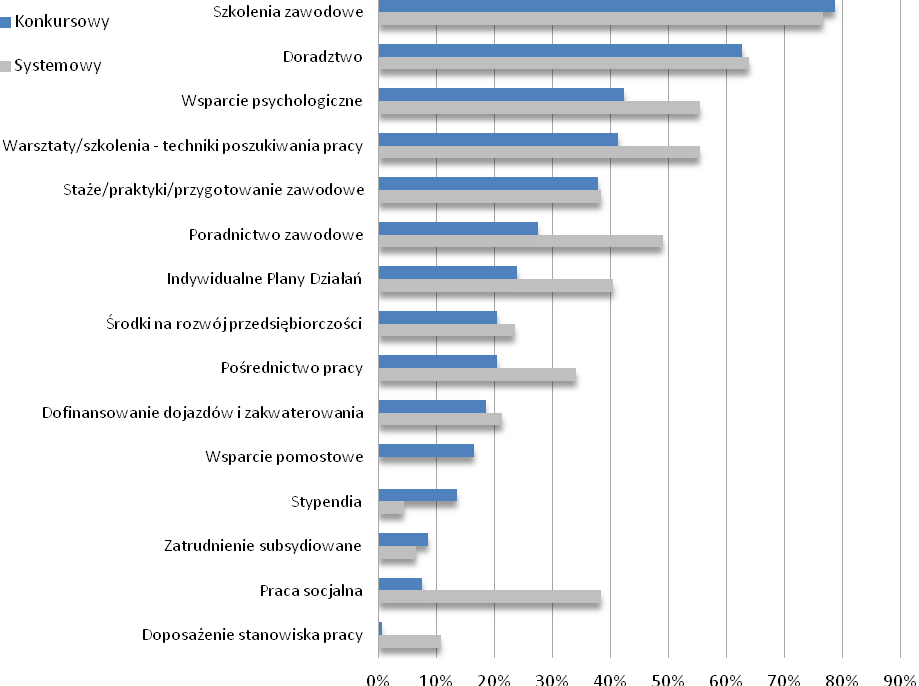 Konkursowy
Systemowy
Szkolenia zawodowe
Doradztwo
Wsparcie psychologiczne
Warsztaty/szkolenia - techniki poszukiwania pracy
Staże/praktyki/przygotowanie zawodowe
Poradnictwo zawodowe
Indywidualne Plany Działań
Środki na rozwój przedsiębiorczości
Pośrednictwo pracy
Dofinansowanie dojazdów i zakwaterowania
Wsparcie pomostowe
Stypendia
Zatrudnienie subsydiowane
Praca socjalna
Doposażenie stanowiska pracy
0% 10% 20% 30% 40% 50% 60% 70% 80% 90%